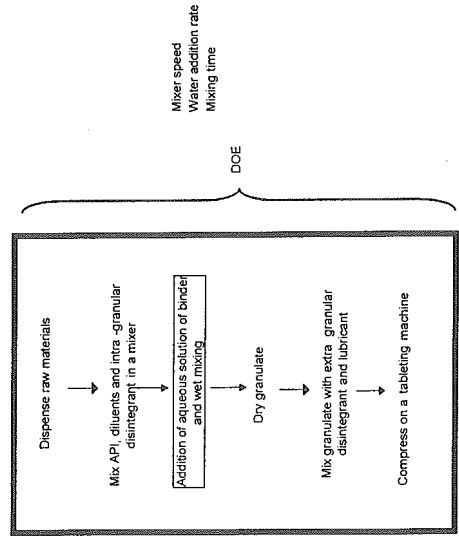 Dispense raw materials
Mix API, diluents and intra -granular
disintegrant in a mixer
Addition of aqueous solution of binder
and wet mixing
Dry granulate
Mix granulate with extra granular
disintegrant and lubricant
Compress on a tableting machine
DOE
Mixer speed
Water addition rate
Mixing time